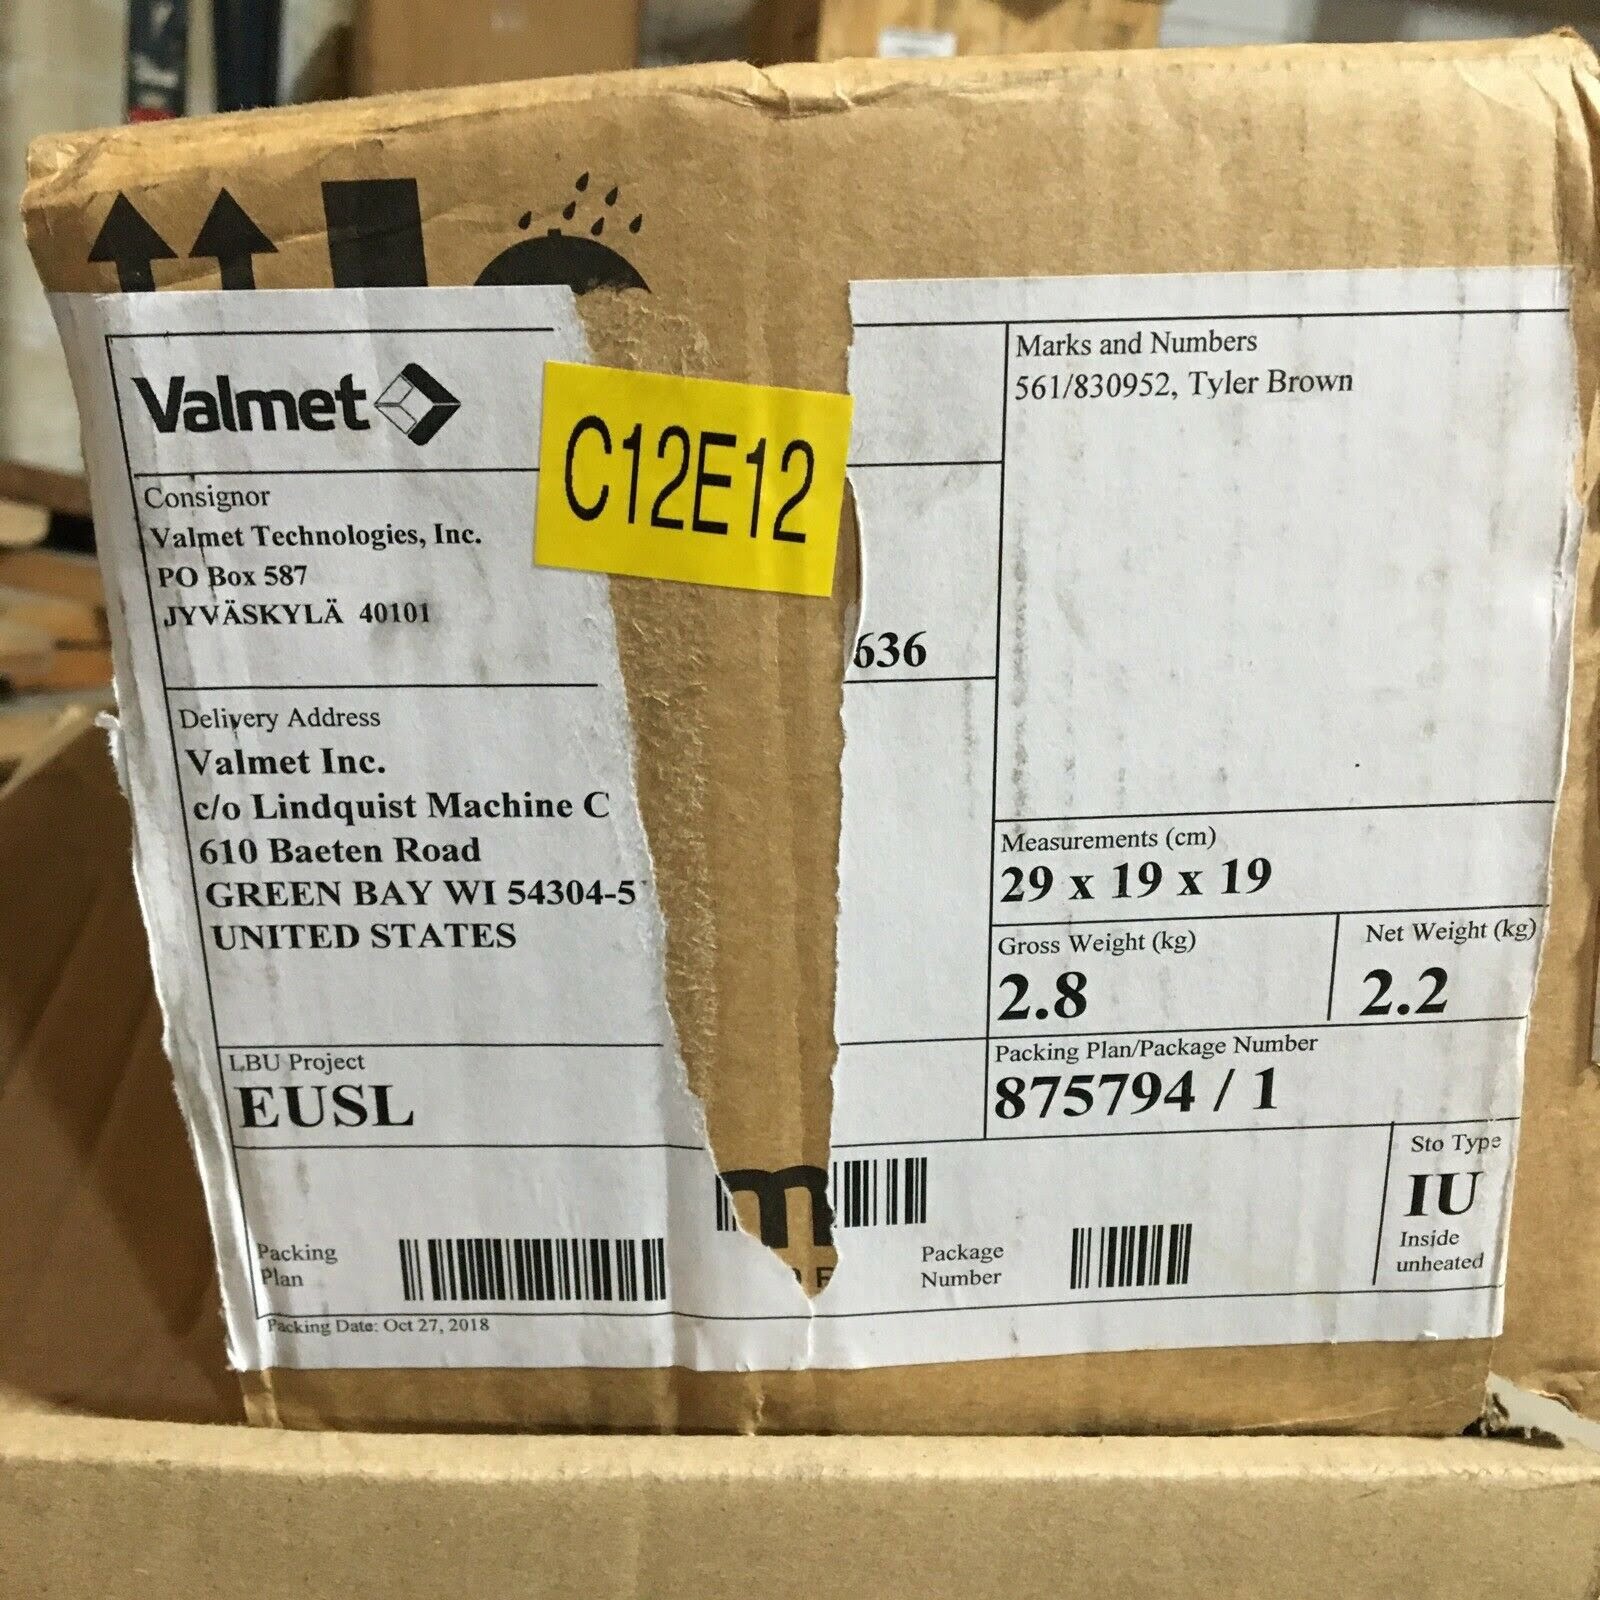 Valmet
C12E12
Marks and Numbers
561/830952, Tyler Brown
Consignor
Valmet Technologies, Inc.
PO Box 587
JYVÄSKYLÄ 40101
636
Delivery Address
Valmet Inc.
c/o Lindquist Machine C
610 Baeten Road
GREEN BAY WI 54304-5
UNITED STATES
Measurements (cm)
29 x 19 x 19
Gross Weight (kg)
2.8
Net Weight (kg)
2.2
LBU Project
EUSL
Packing Plan/Package Number
875794 / 1
Sto Type
IU
Inside
unheated
Packing
Plan
Package
Number
Packing Date: Oct 27, 2018